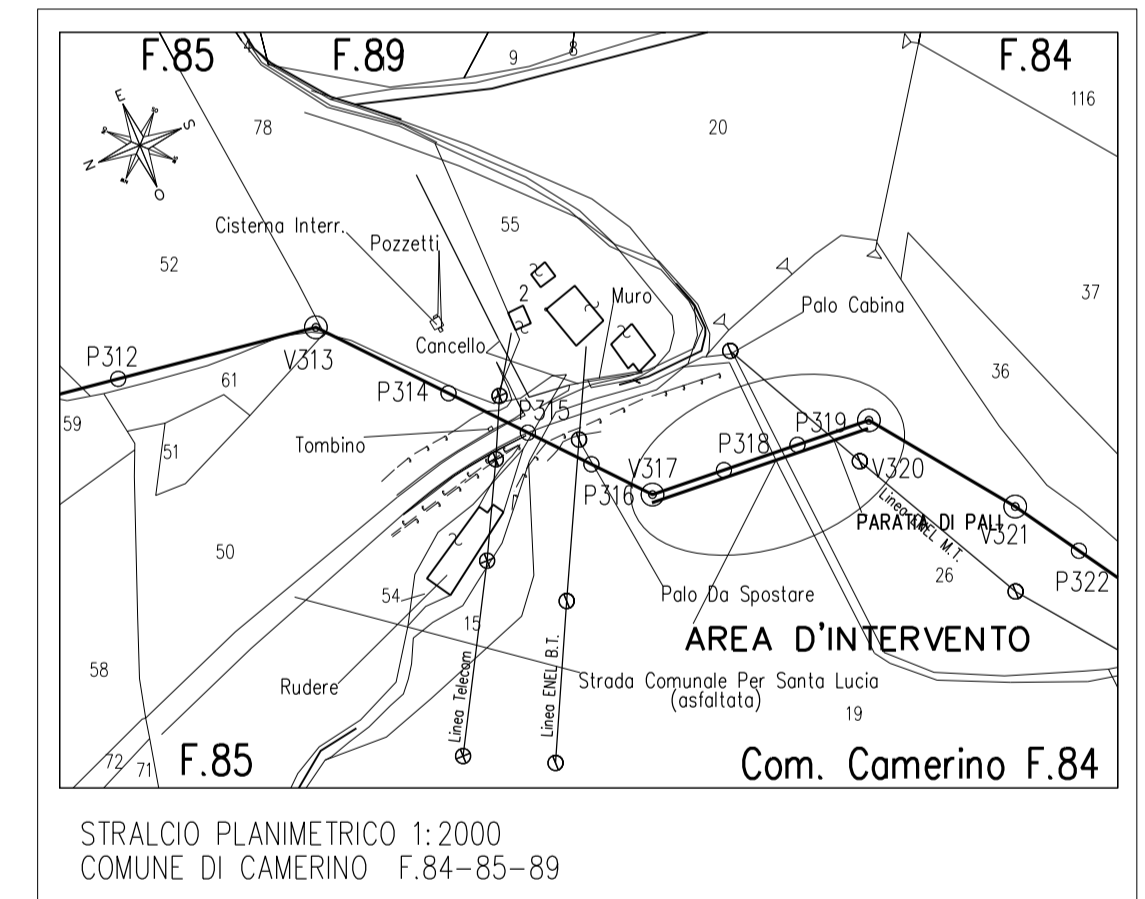 F.85
F.89
F.84
4
9
8
116
E
S
N
O
78
20
Cisterna Interr.
55
Pozzetti
52
37
2
Muro
Palo Cabina
Cancello
P312
V313
36
61
P314
P315
P319
59
P318
Tombino
51
V317
V320
P316
Linea ENEL M.T.
PARATIA DI PALI
V321
50
P322
26
54
Palo Da Spostare
15
AREA D'INTERVENTO
58
Rudere
Linea Telecom
Linea ENEL B.T.
Strada Comunale Per Santa Lucia
(asfaltata)
19
72
71
F.85
Com. Camerino F.84
STRALCIO PLANIMETRICO 1:2000
COMUNE DI CAMERINO F.84-85-89